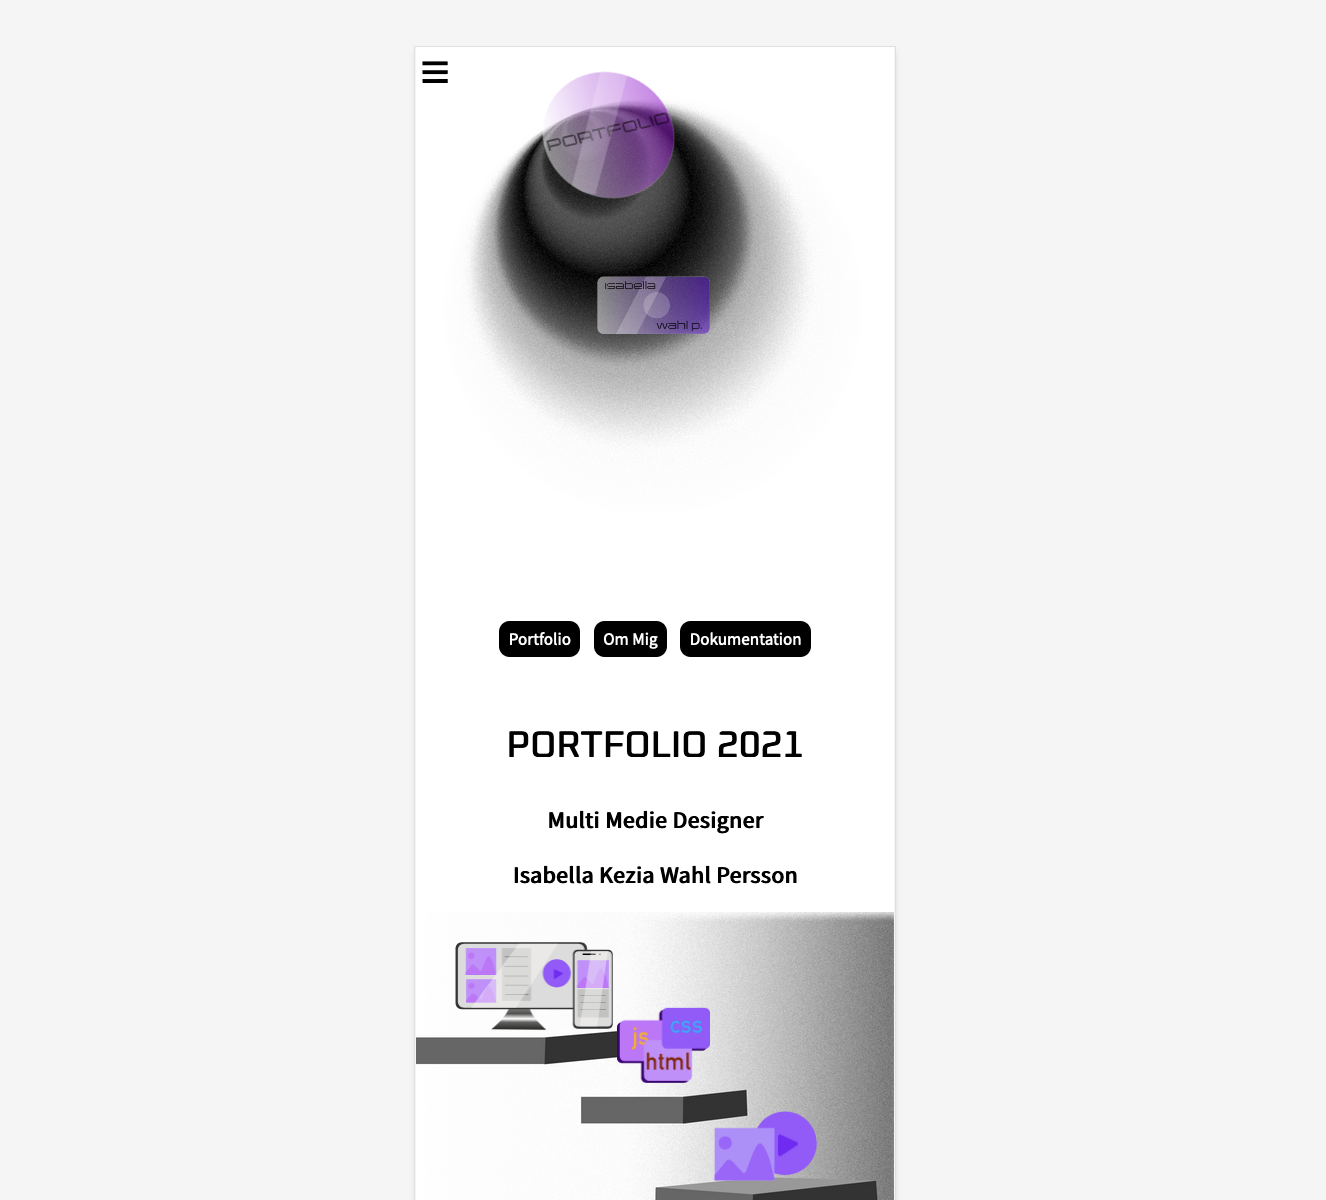 PORTFOLIO
isabella
wahl p.
Portfolio Om Mig Dokumentation
PORTFOLIO 2021
Multi Medie Designer
Isabella Kezia Wahl Persson
js css
html